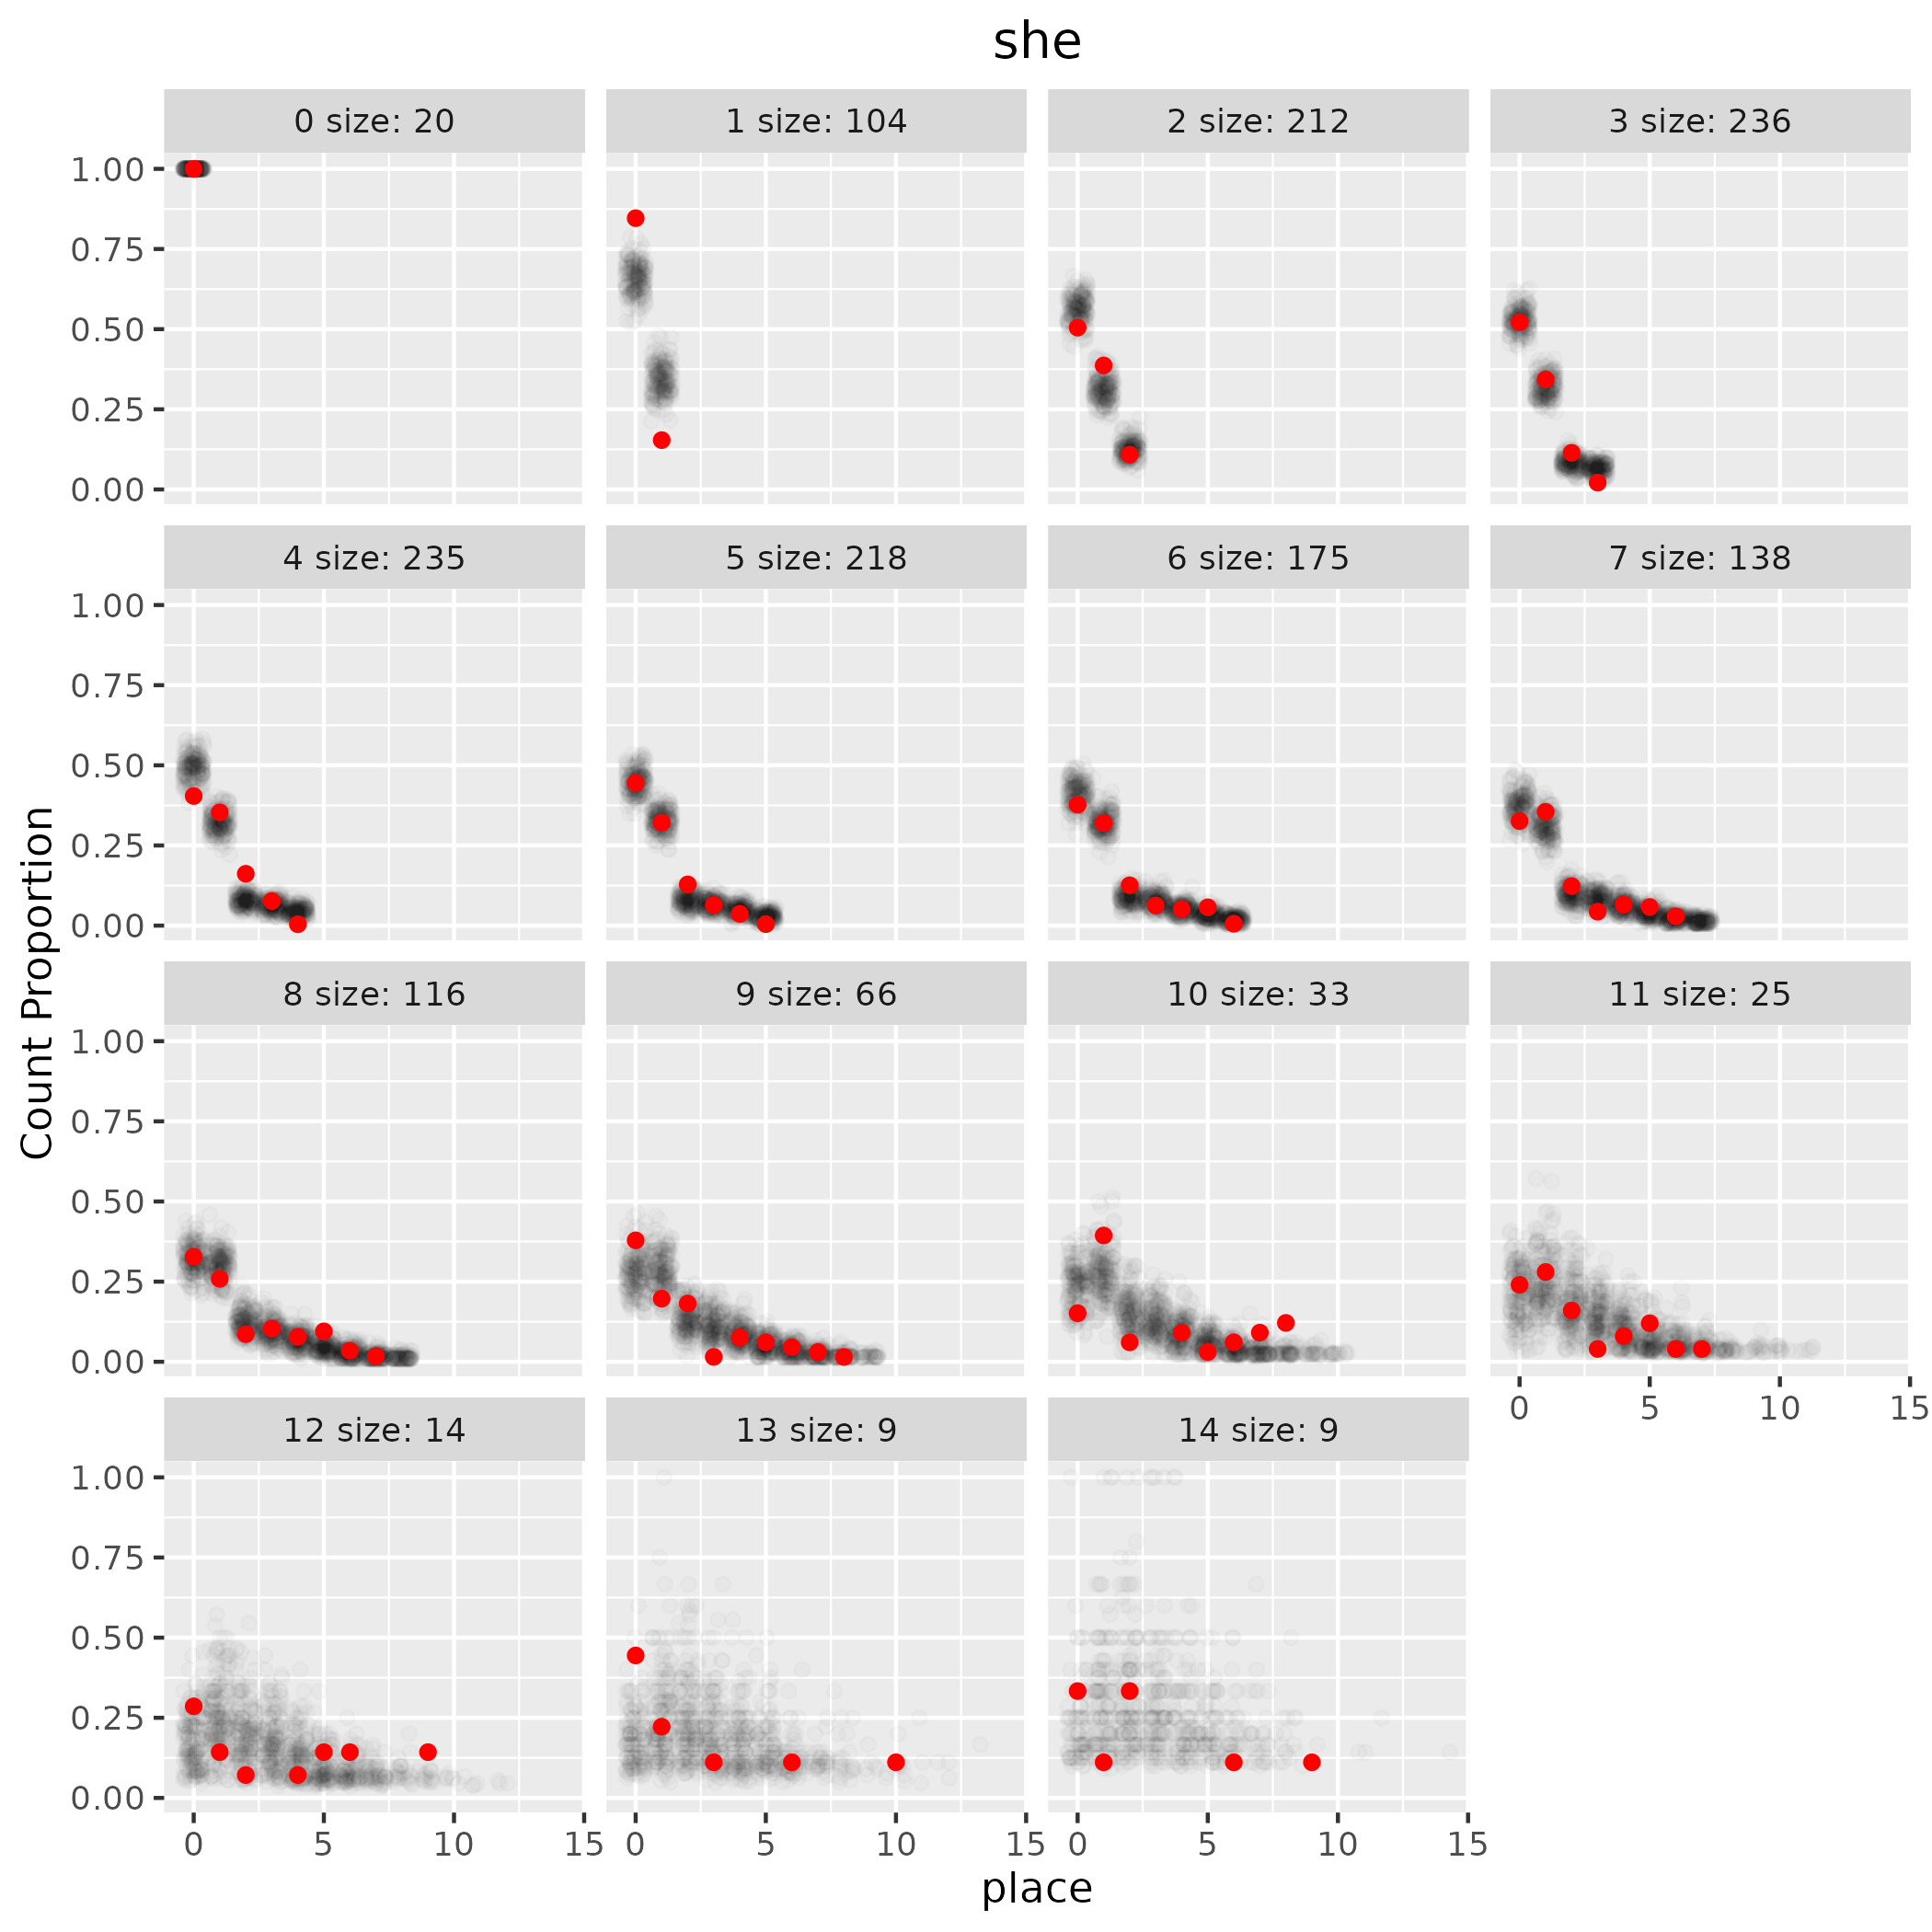 she
0 size: 20
1 size: 104
2 size: 212
3 size: 236
1.00
0.75
0.50
0.25
0.00
4 size: 235
5 size: 218
6 size: 175
7 size: 138
1.00
0.75
0.50
0.25
0.00
Count Proportion
8 size: 116
9 size: 66
10 size: 33
11 size: 25
1.00
0.75
0.50
0.25
0.00
0 5 10 15
12 size: 14
13 size: 9
14 size: 9
1.00
0.75
0.50
0.25
0.00
0 5 10 15
0 5 10 15
0 5 10 15
place